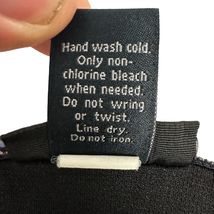 Hand wash cold.
Only non-
chlorine bleach
when needed.
Do not wring
or twist.
Line dry.
Do not iron.